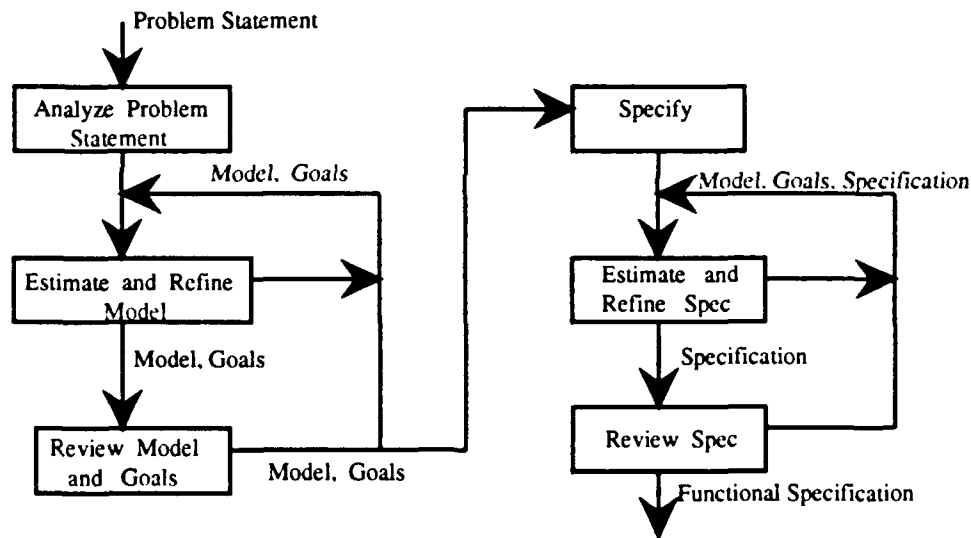 Problem Statement
Analyze Problem
Statement
Model, Goals
Estimate and Refine
Model
Model, Goals
Review Model
and Goals
Model, Goals
Specify
Model, Goals, Specification
Estimate and
Refine Spec
Specification
Review Spec
Functional Specification